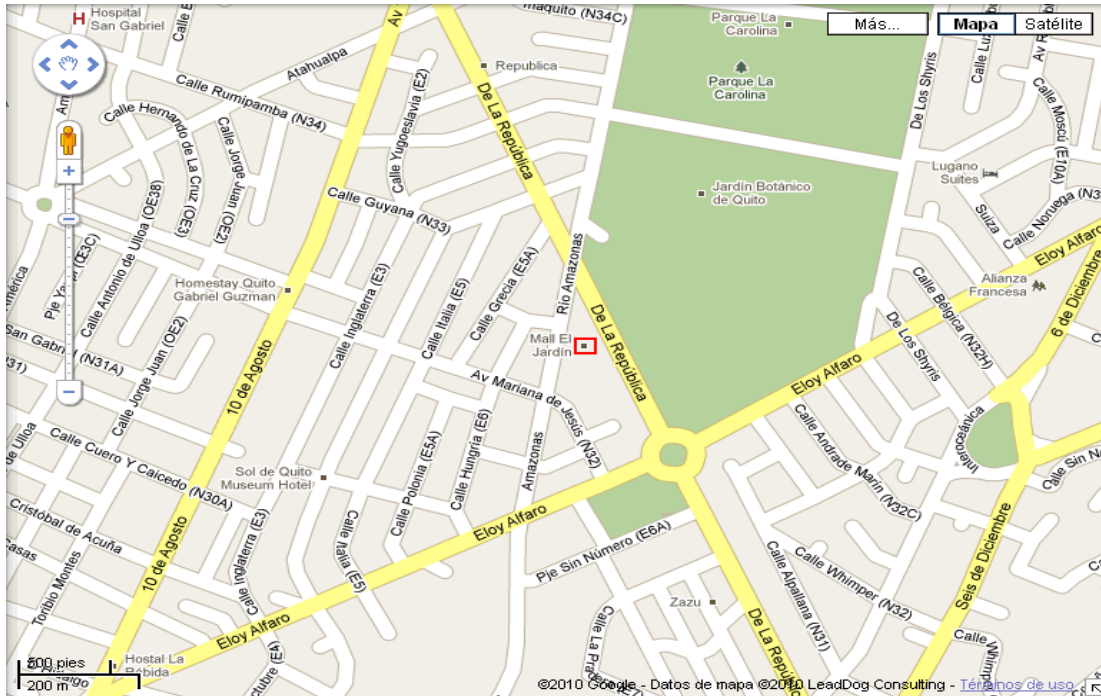 Hospital
San Gabriel
Parque La
Carolina
Más...
Mapa
Satélite
Atahualpa
Republica
Parque La
Carolina
Calle Rumipamba (N34)
Calle Yugoeslavia (E2)
De La República
De Los Shyris
Calle Moscú (E10A)
Calle Hernando de La Cruz (OE3)
Calle Jorge Juan (OE2)
Lugano
Suites
Calle Antonio de Ulloa (OE38)
Calle Guyana (N33)
Jardín Botánico
de Quito
Suiza
Eloy Alfaro
Homestay Quito
Gabriel Guzman
Calle Inglaterra (E3)
Calle Italia (E5)
Calle Grecia (E5A)
Río Amazonas
Alianza
Francesa
Calle Bélgica (N32H)
6 de Diciembre
De Los Shyris
Mall El
Jardín
De La República
Calle Jorge Juan (OE2)
10 de Agosto
Av Mariana de Jesús (N32)
Eloy Alfaro
Interoceánica
Calle Cuero Y Caicedo (N30A)
Sol de Quito
Museum Hotel
Calle Polonia (E5A)
Calle Hungria (E6)
Amazonas
Calle Andrade Marin (N32C)
Cristóbal de Acuña
Eloy Alfaro
Pje Sin Número (E6A)
10 de Agosto
Calle Inglaterra (E3)
Calle Italia (E5)
Calle Whimper (N32)
Seis de Diciembre
Toribio Montes
Calle Alpallana (N31)
Zazu
De La República
Eloy Alfaro
500 pies
200 m
Hostal La
Rábida
©2010 Google - Datos de mapa ©2010 LeadDog Consulting - Términos de uso